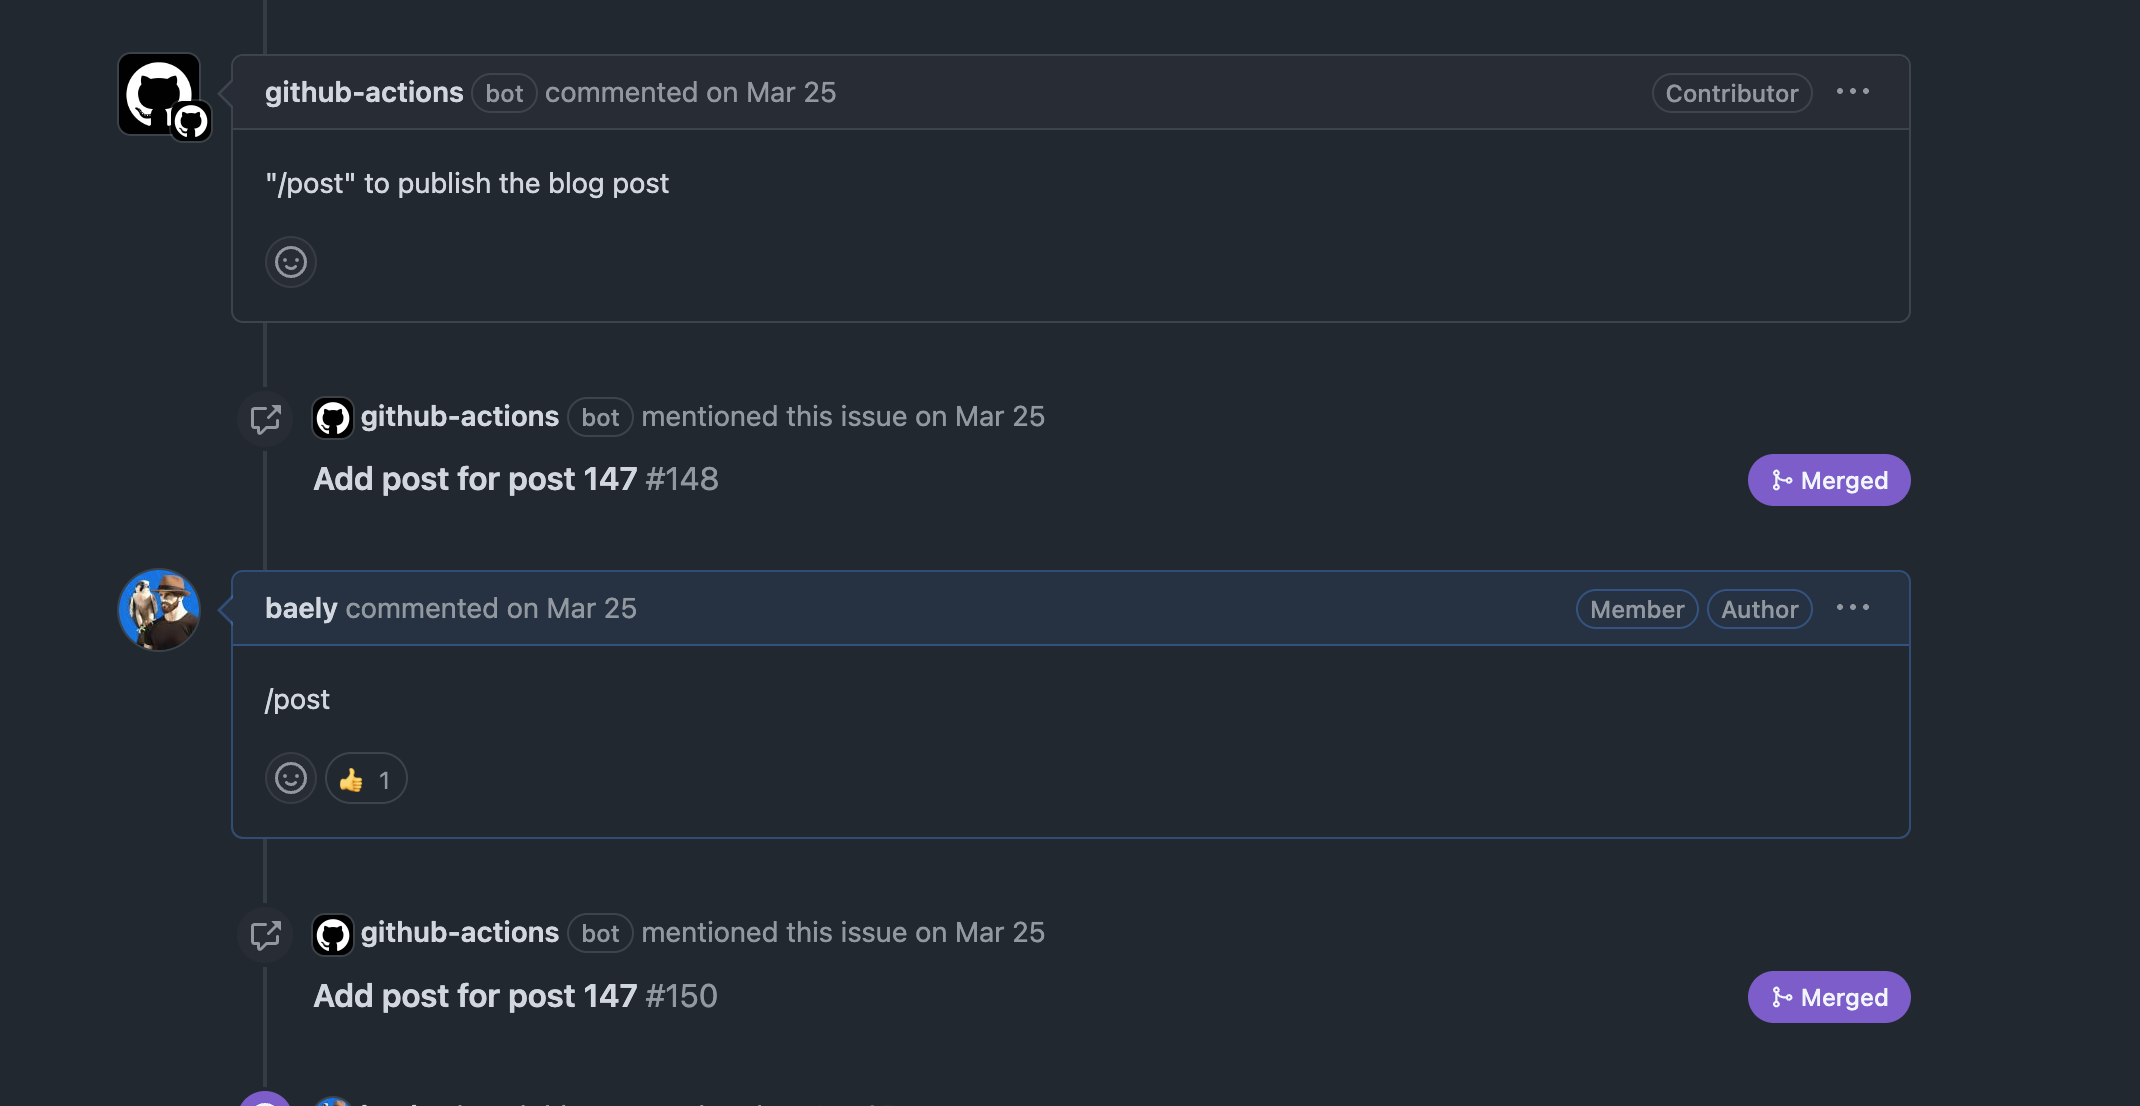 github-actions bot commented on Mar 25 Contributor
"/post" to publish the blog post
github-actions bot mentioned this issue on Mar 25
Add post for post 147 #148 Merged
baely commented on Mar 25 Member Author
/post
👍 1
github-actions bot mentioned this issue on Mar 25
Add post for post 147 #150 Merged